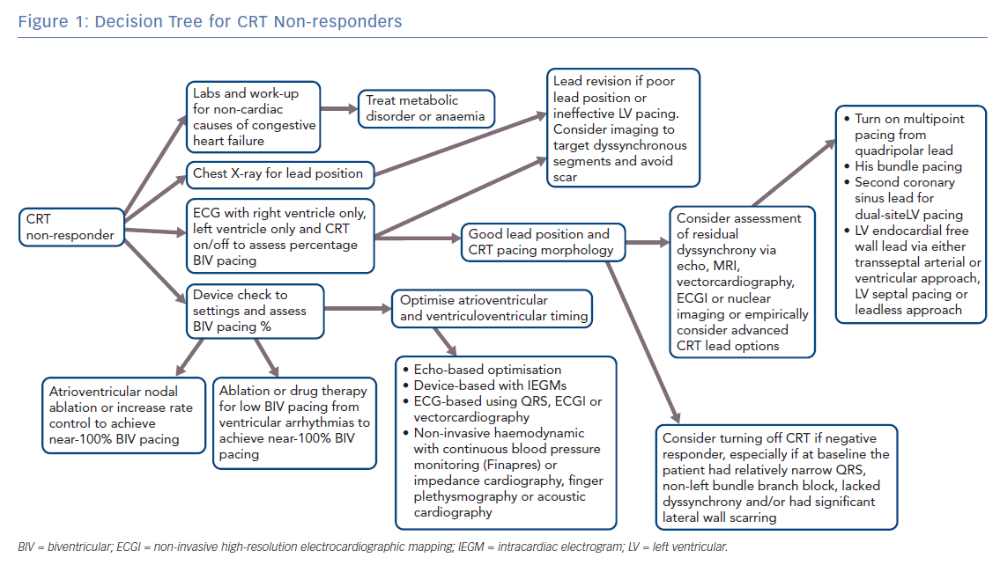 Figure 1: Decision Tree for CRT Non-responders
CRT
non-responder
Labs and work-up
for non-cardiac
causes of congestive
heart failure
Treat metabolic
disorder or anaemia
Chest X-ray for lead position
ECG with right ventricle only,
left ventricle only and CRT
on/off to assess percentage
BIV pacing
Lead revision if poor
lead position or
ineffective LV pacing.
Consider imaging to
target dyssynchronous
segments and avoid
scar
Good lead position and
CRT pacing morphology
Consider assessment
of residual
dyssynchrony via
echo, MRI,
vectorcardiography,
ECGI or nuclear
imaging or empirically
consider advanced
CRT lead options
• Turn on multipoint
pacing from
quadripolar lead
• His bundle pacing
• Second coronary
sinus lead for
dual-siteLV pacing
• LV endocardial free
wall lead via either
transseptal arterial or
ventricular approach,
LV septal pacing or
leadless approach
Device check to
settings and assess
BIV pacing %
Optimise atrioventricular
and ventriculoventricular timing
Atrioventricular nodal
ablation or increase rate
control to achieve
near-100% BIV pacing
Ablation or drug therapy
for low BIV pacing from
ventricular arrhythmias to
achieve near-100% BIV
pacing
• Echo-based optimisation
• Device-based with IEGMs
• ECG-based using QRS, ECGI or
vectorcardiography
• Non-invasive haemodynamic
with continuous blood pressure
monitoring (Finapres) or
impedance cardiography, finger
plethysmography or acoustic
cardiography
Consider turning off CRT if negative
responder, especially if at baseline the
patient had relatively narrow QRS,
non-left bundle branch block, lacked
dyssynchrony and/or had significant
lateral wall scarring
BIV = biventricular; ECGI = non-invasive high-resolution electrocardiographic mapping; IEGM = intracardiac electrogram; LV = left ventricular.